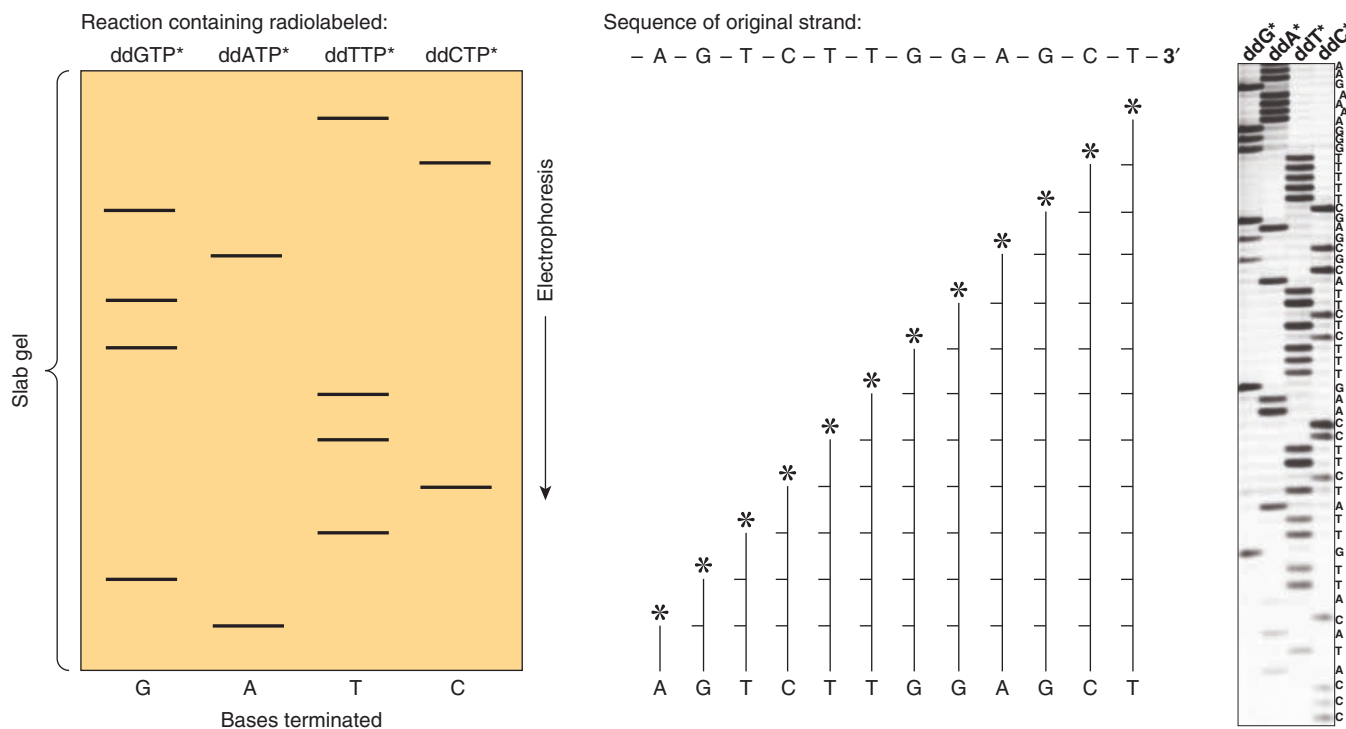 Reaction containing radiolabeled:
ddGTP* ddATP* ddTTP* ddCTP*
Slab gel
Electrophoresis
G A T C
Bases terminated
Sequence of original strand:
– A – G – T – C – T – T – G – G – A – G – C – T – 3′
* * * * * * * * * * * *
A G T C T T G G A G C T
ddG* ddA* ddT* ddC*
A
A
G
A
A
A
A
G
G
G
T
T
T
T
T
C
G
A
G
C
G
C
A
T
T
C
T
C
T
T
T
G
A
A
C
C
T
T
C
T
A
T
T
G
T
T
A
C
A
T
A
C
C
C